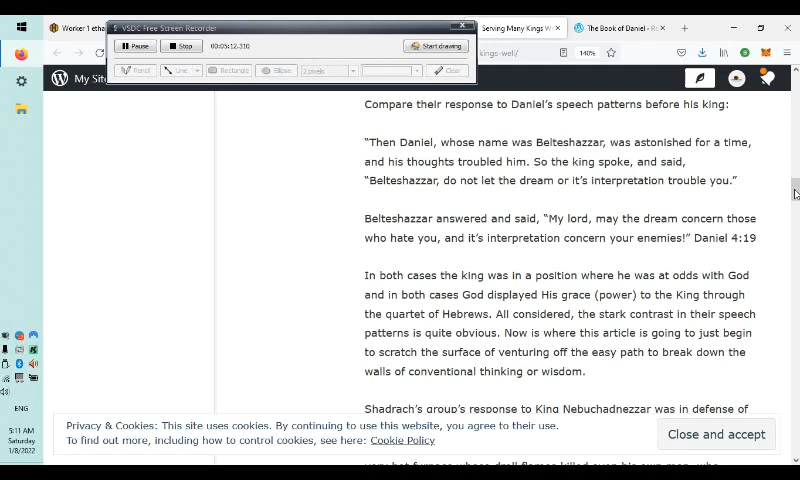 Worker 1 etha
VSDC Free Screen Recorder
Serving Many Kings W
The Book of Daniel - R
Pause
Stop
00:05:12.310
Start drawing
kings-well/
140%
Pencil
Line
Rectangle
Ellipse
2 pixels
Clear
My Sit
Compare their response to Daniel's speech patterns before his king:
"Then Daniel, whose name was Belteshazzar, was astonished for a time,
and his thoughts troubled him. So the king spoke, and said,
"Belteshazzar, do not let the dream or it's interpretation trouble you."
Belteshazzar answered and said, "My lord, may the dream concern those
who hate you, and it's interpretation concern your enemies!" Daniel 4:19
In both cases the king was in a position where he was at odds with God
and in both cases God displayed His grace (power) to the King through
the quartet of Hebrews. All considered, the stark contrast in their speech
patterns is quite obvious. Now is where this article is going to just begin
to scratch the surface of venturing off the easy path to break down the
walls of conventional thinking or wisdom.
Shadrach's group's response to King Nebuchadnezzar was in defense of
Privacy & Cookies: This site uses cookies. By continuing to use this website, you agree to their use.
To find out more, including how to control cookies, see here: Cookie Policy
Close and accept
ENG
5:11 AM
Saturday
1/8/2022